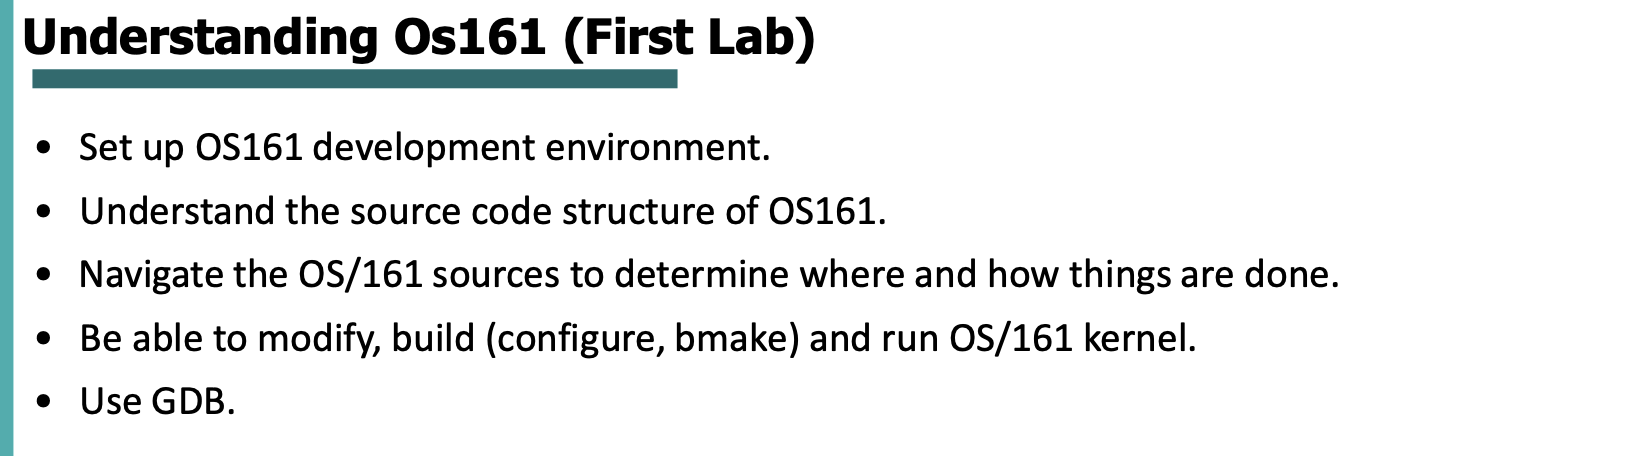 Understanding Os161 (First Lab)
• Set up OS161 development environment.
• Understand the source code structure of OS161.
• Navigate the OS/161 sources to determine where and how things are done.
• Be able to modify, build (configure, bmake) and run OS/161 kernel.
• Use GDB.